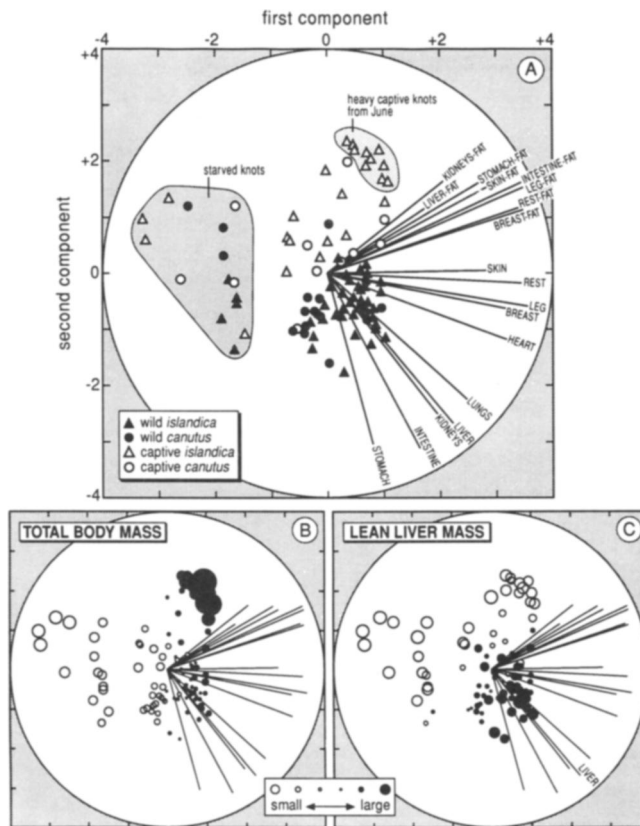 first component
-4 -2 0 +2 +4
second component
+4
+2
0
-2
-4
A
heavy captive knots
from June
starved knots
KIDNEYS-FAT
LIVER-FAT
STOMACH-FAT
SKIN-FAT
INTESTINE-FAT
LEG-FAT
REST-FAT
BREAST-FAT
SKIN
REST
LEG
BREAST
HEART
LUNGS
LIVER
KIDNEYS
INTESTINE
STOMACH
wild islandica
wild canutus
captive islandica
captive canutus
TOTAL BODY MASS
B
LEAN LIVER MASS
C
LIVER
small large